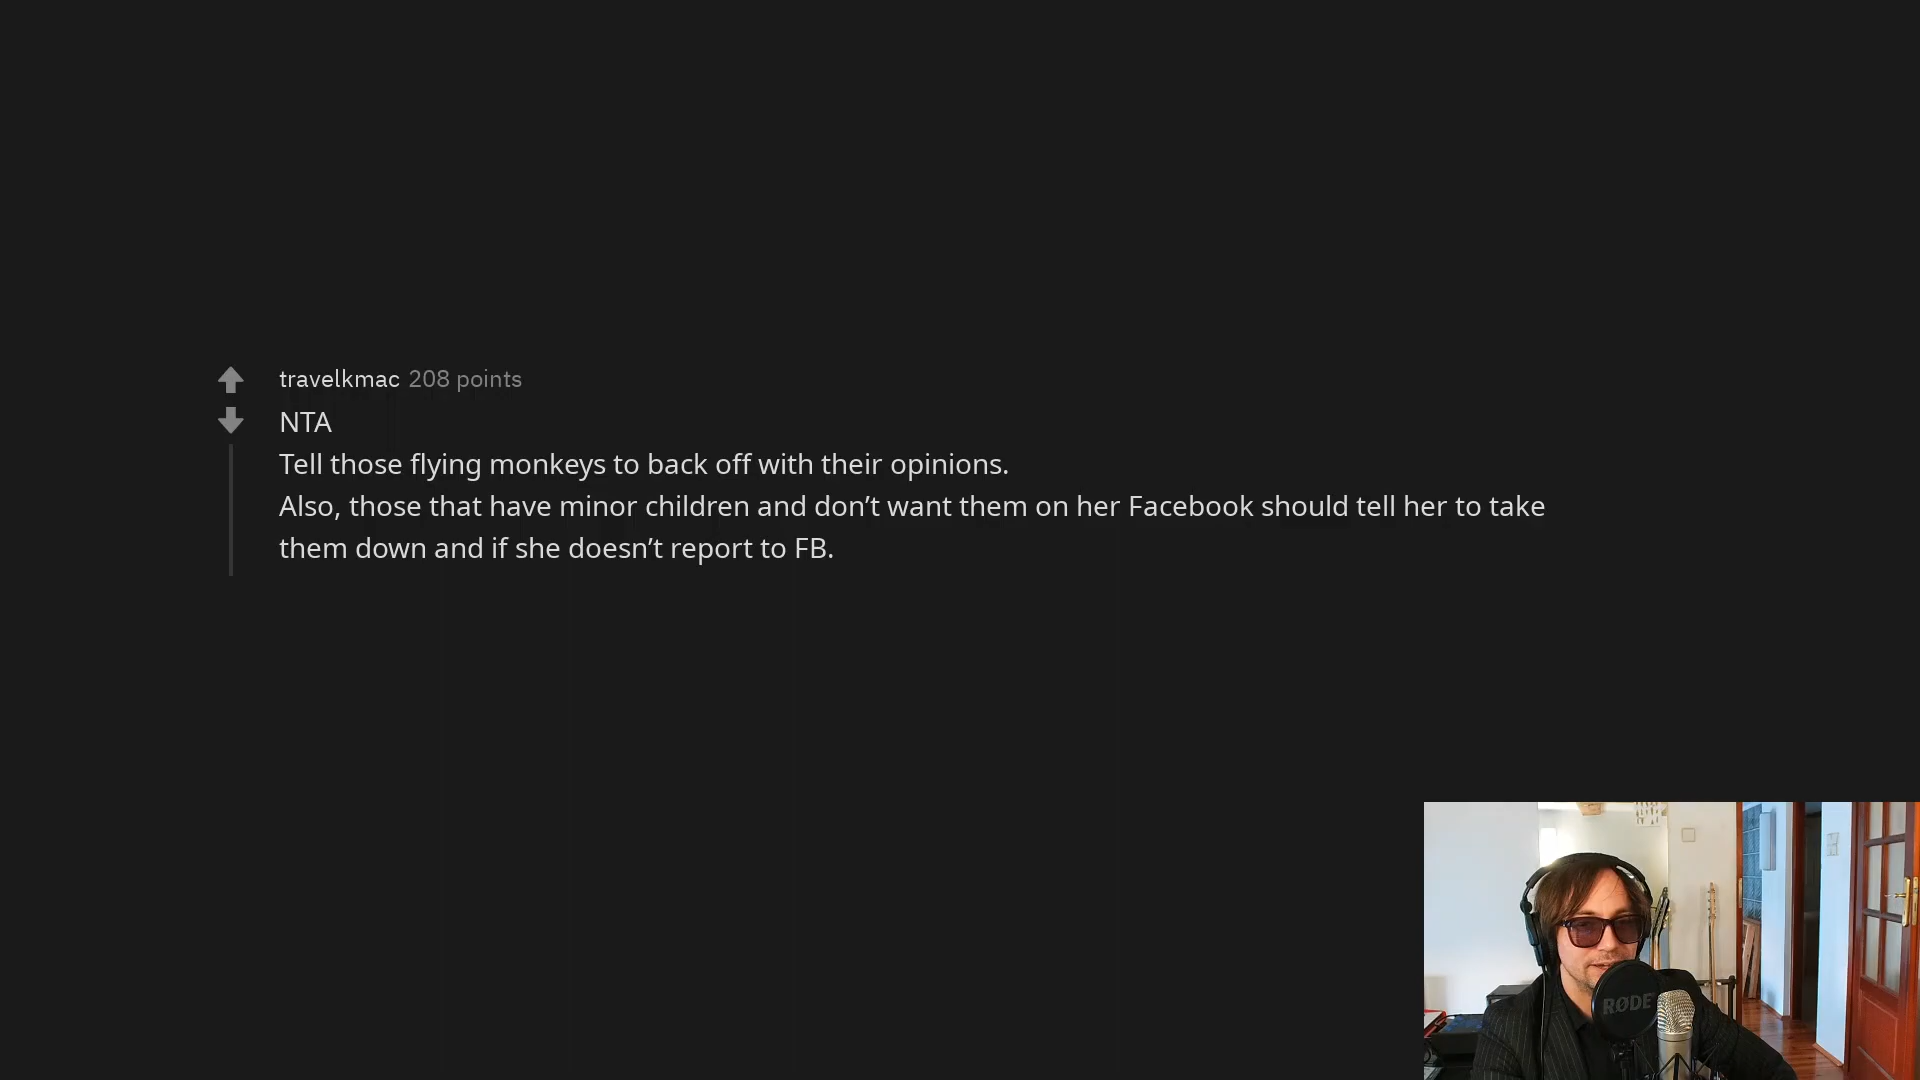 travelkmac 208 points
NTA
Tell those flying monkeys to back off with their opinions.
Also, those that have minor children and don’t want them on her Facebook should tell her to take
them down and if she doesn’t report to FB.
RØDE